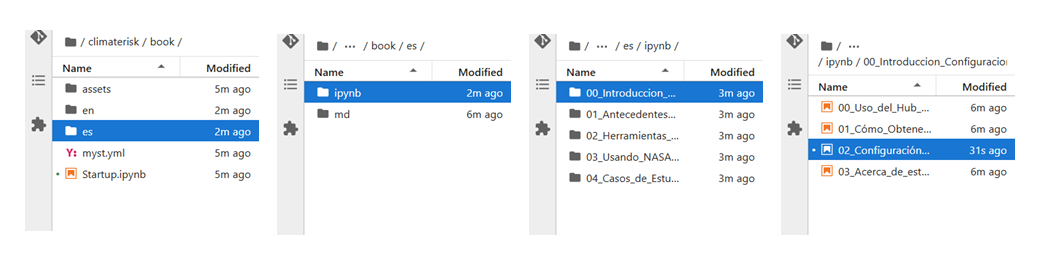 / climaterisk / book /
Name Modified
assets 5m ago
en 2m ago
es 2m ago
Y: myst.yml 5m ago
Startup.ipynb 5m ago
/ ··· / book / es /
Name Modified
ipynb 2m ago
md 6m ago
/ ··· / es / ipynb /
Name Modified
00_Introduccion_... 3m ago
01_Antecedentes... 3m ago
02_Herramientas_... 3m ago
03_Usando_NASA... 3m ago
04_Casos_de_Estu... 3m ago
/ ···
/ ipynb / 00_Introduccion_Configuracio
Name Modified
00_Uso_del_Hub_... 6m ago
01_Cómo_Obtene... 6m ago
02_Configuración... 31s ago
03_Acerca_de_est... 6m ago